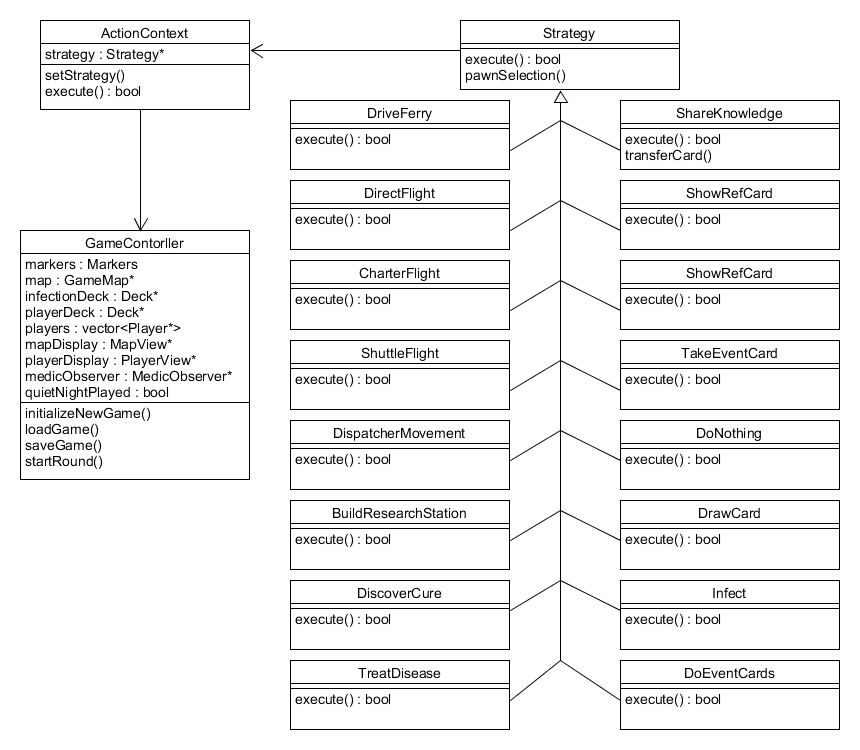 ActionContext
strategy : Strategy*
setStrategy()
execute() : bool
Strategy
execute() : bool
pawnSelection()
GameContorller
markers : Markers
map : GameMap*
infectionDeck : Deck*
playerDeck : Deck*
players : vector<Player*>
mapDisplay : MapView*
playerDisplay : PlayerView*
medicObserver : MedicObserver*
quietNightPlayed : bool
initializeNewGame()
loadGame()
saveGame()
startRound()
DriveFerry
execute() : bool
DirectFlight
execute() : bool
CharterFlight
execute() : bool
ShuttleFlight
execute() : bool
DispatcherMovement
execute() : bool
BuildResearchStation
execute() : bool
DiscoverCure
execute() : bool
TreatDisease
execute() : bool
ShareKnowledge
execute() : bool
transferCard()
ShowRefCard
execute() : bool
ShowRefCard
execute() : bool
TakeEventCard
execute() : bool
DoNothing
execute() : bool
DrawCard
execute() : bool
Infect
execute() : bool
DoEventCards
execute() : bool